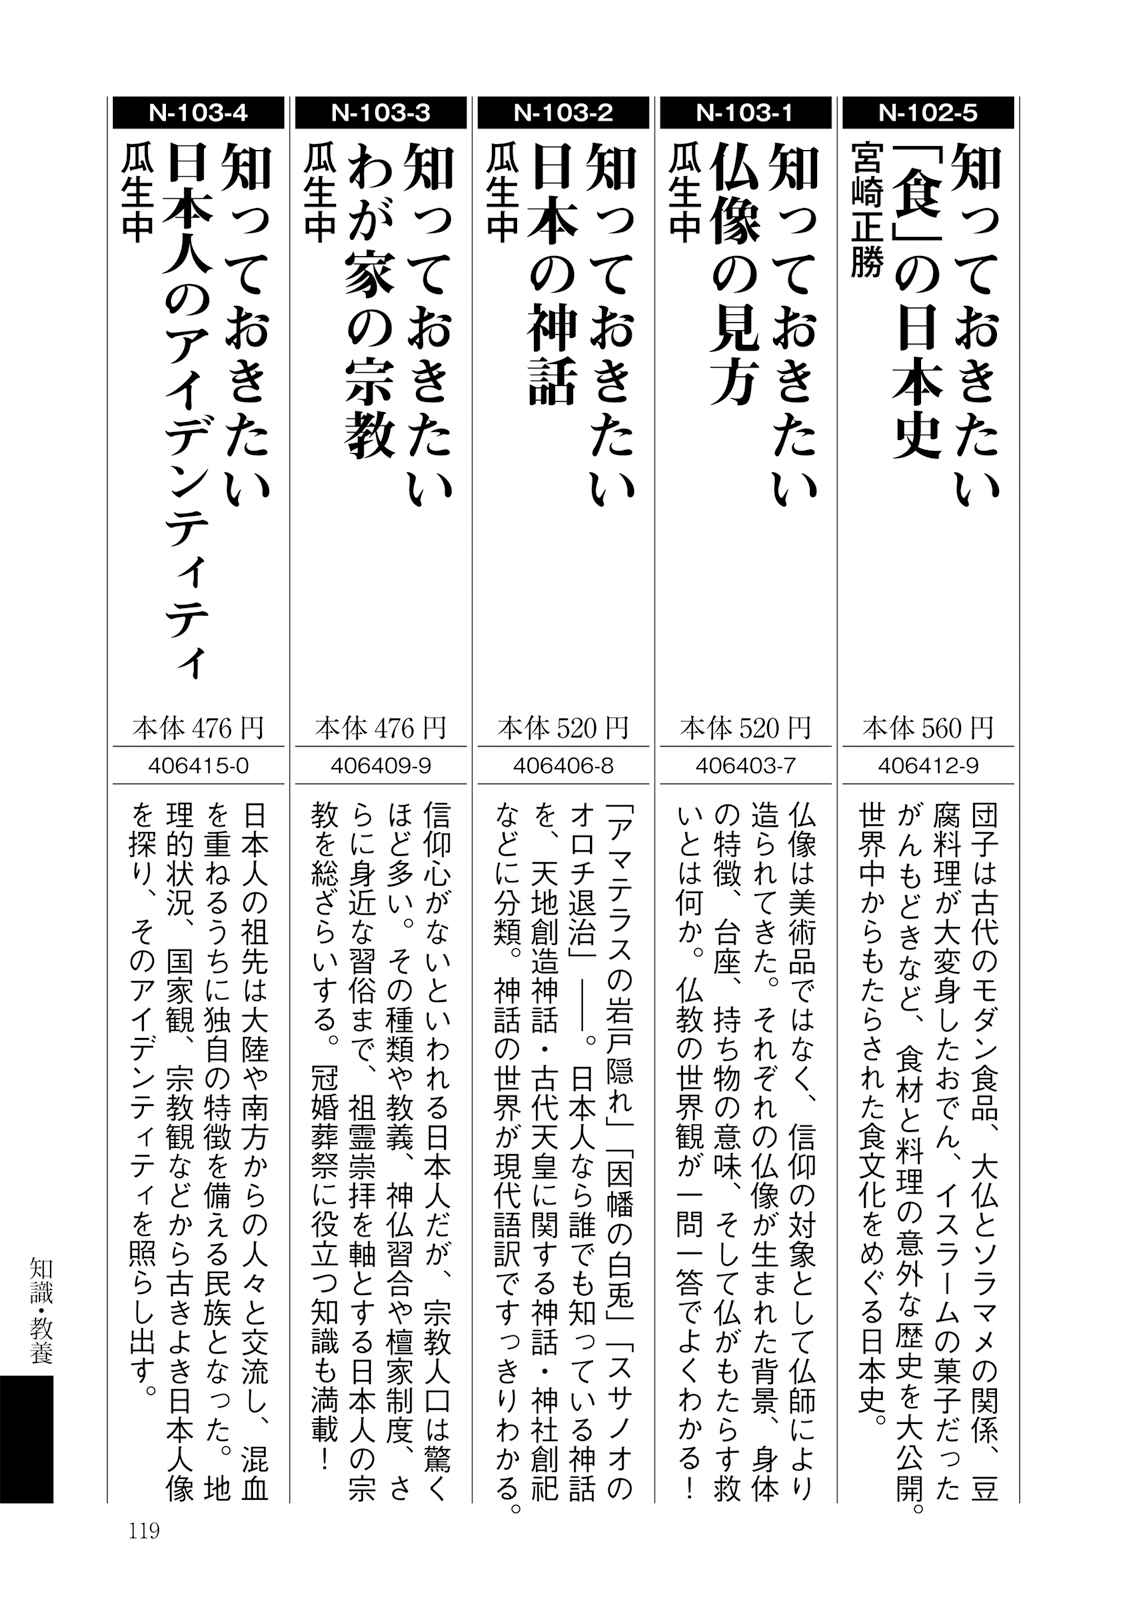 N-102-5
知っておきたい
「食」の日本史
宮崎正勝
本体 560 円
406412-9
団子は古代のモダン食品、大仏とソラマメの関係、豆
腐料理が大変身したおでん、イスラームの菓子だった
がんもどきなど、食材と料理の意外な歴史を大公開。
世界中からもたらされた食文化をめぐる日本史。
N-103-1
知っておきたい
仏像の見方
瓜生中
本体 520 円
406403-7
仏像は美術品ではなく、信仰の対象として仏師により
造られてきた。それぞれの仏像が生まれた背景、身体
の特徴、台座、持ち物の意味、そして仏がもたらす救
いとは何か。仏教の世界観が一問一答でよくわかる！
N-103-2
知っておきたい
日本の神話
瓜生中
本体 520 円
406406-8
「アマテラスの岩戸隠れ」「因幡の白兎」「スサノオの
オロチ退治」――。日本人なら誰でも知っている神話
を、天地創造神話・古代天皇に関する神話・神社創祀
などに分類。神話の世界が現代語訳ですっきりわかる。
N-103-3
知っておきたい
わが家の宗教
瓜生中
本体 476 円
406409-9
信仰心がないといわれる日本人だが、宗教人口は驚く
ほど多い。その種類や教義、神仏習合や檀家制度、さ
らに身近な習俗まで、祖霊崇拝を軸とする日本人の宗
教を総ざらいする。冠婚葬祭に役立つ知識も満載！
N-103-4
知っておきたい
日本人のアイデンティティ
瓜生中
本体 476 円
406415-0
日本人の祖先は大陸や南方からの人々と交流し、混血
を重ねるうちに独自の特徴を備える民族となった。地
理的状況、国家観、宗教観などから古きよき日本人像
を探り、そのアイデンティティを照らし出す。
知識・教養
119